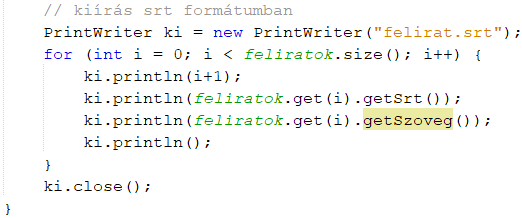 // kiírás srt formátumban
PrintWriter ki = new PrintWriter("felirat.srt");
for (int i = 0; i < feliratok.size(); i++) {
ki.println(i+1);
ki.println(feliratok.get(i).getSrt());
ki.println(feliratok.get(i).getSzoveg());
ki.println();
}
ki.close();
}